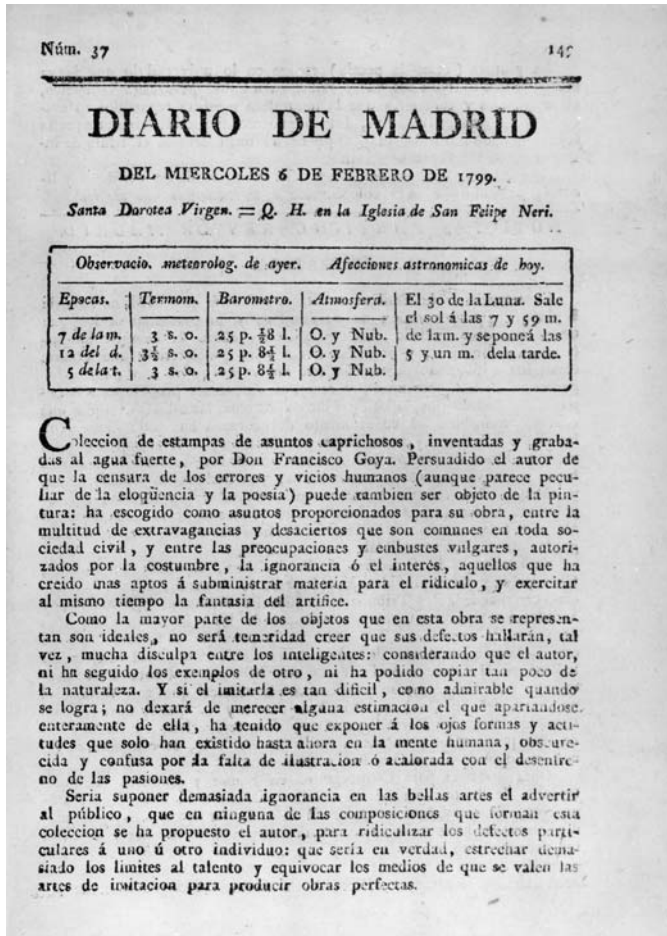 Núm. 37 149
DIARIO DE MADRID
DEL MIERCOLES 6 DE FEBRERO DE 1799.
Santa Dorotea Virgen. = Q. H. en la Iglesia de San Felipe Neri.
Observacio. meteorolog. de ayer. Afecciones astronomicas de hoy.
Epocas. Termom. Barometro. Atmosfera. El 30 de la Luna. Sale
el sol á las 7 y 59 m.
7 de la m. 3 s. o. 25 p. ½8 l. O. y Nub. de la m. y se poneá las
12 del d. 3½ s. o. 25 p. 8½ l. O. y Nub. 5 y un m. dela tarde.
5 de la t. 3 s. o. 25 p. 8½ l. O. y Nub.
Coleccion de estampas de asuntos caprichosos, inventadas y graba-
das al agua fuerte, por Don Francisco Goya. Persuadido el autor de
que la censura de los errores y vicios humanos (aunque parece pecu-
liar de la eloqüencia y la poesia) puede tambien ser objeto de la pin-
tura: ha escogido como asuntos proporcionados para su obra, entre la
multitud de extravagancias y desaciertos que son comunes en toda so-
ciedad civil, y entre las preocupaciones y embustes vulgares, autori-
zados por la costumbre, la ignorancia ó el interés, aquellos que ha
creido mas aptos á subministrar materia para el ridiculo, y exercitar
al mismo tiempo la fantasia del artifice.
Como la mayor parte de los objetos que en esta obra se represen-
tan son ideales, no será temeridad creer que sus defectos hallarán, tal
vez, mucha disculpa entre los inteligentes: considerando que el autor,
ni ha seguido los exemplos de otro, ni ha podido copiar tan poco de
la naturaleza. Y si el imitarla es tan dificil, como admirable quando
se logra; no dexará de merecer alguna estimacion el que apartandose
enteramente de ella, ha tenido que exponer á los ojos formas y acti-
tudes que solo han existido hasta ahora en la mente humana, obscure-
cida y confusa por la falta de ilustracion ó acalorada con el desenfre-
no de las pasiones.
Seria suponer demasiada ignorancia en las bellas artes el advertir
al público, que en ninguna de las composiciones que forman esta
coleccion se ha propuesto el autor, para ridiculizar los defectos parti-
culares á uno ú otro individuo: que seria en verdad, estrechar dema-
siado los limites al talento y equivocar los medios de que se valen las
artes de imitacion para producir obras perfectas.